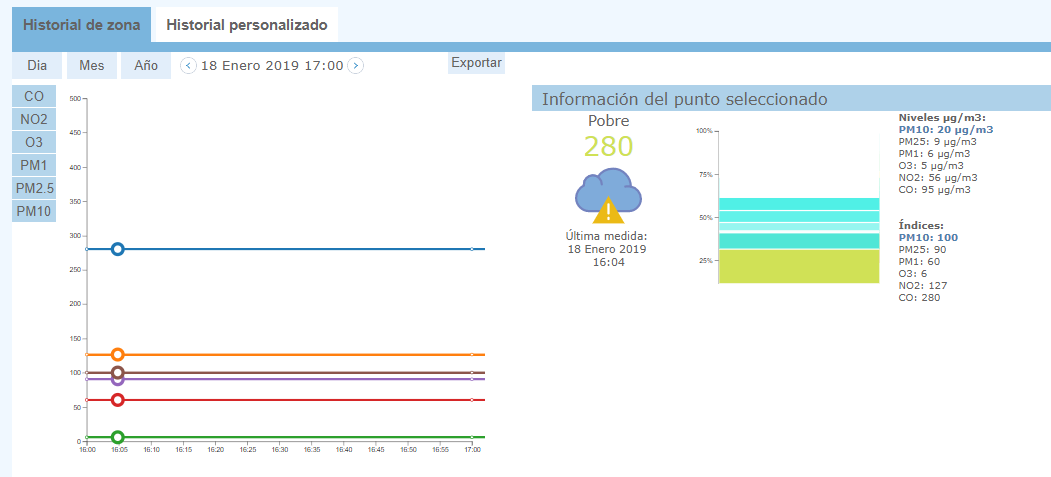 Historial de zona
Historial personalizado
Dia
Mes
Año
18 Enero 2019 17:00
Exportar
CO
NO2
O3
PM1
PM2.5
PM10
500
450
400
350
300
250
200
150
100
50
0
16:00 16:05 16:10 16:15 16:20 16:25 16:30 16:35 16:40 16:45 16:50 16:55 17:00
Información del punto seleccionado
Pobre
280
Última medida:
18 Enero 2019
16:04
100%
75%
50%
25%
Niveles µg/m3:
PM10: 20 µg/m3
PM25: 9 µg/m3
PM1: 6 µg/m3
O3: 5 µg/m3
NO2: 56 µg/m3
CO: 95 µg/m3
Índices:
PM10: 100
PM25: 90
PM1: 60
O3: 6
NO2: 127
CO: 280